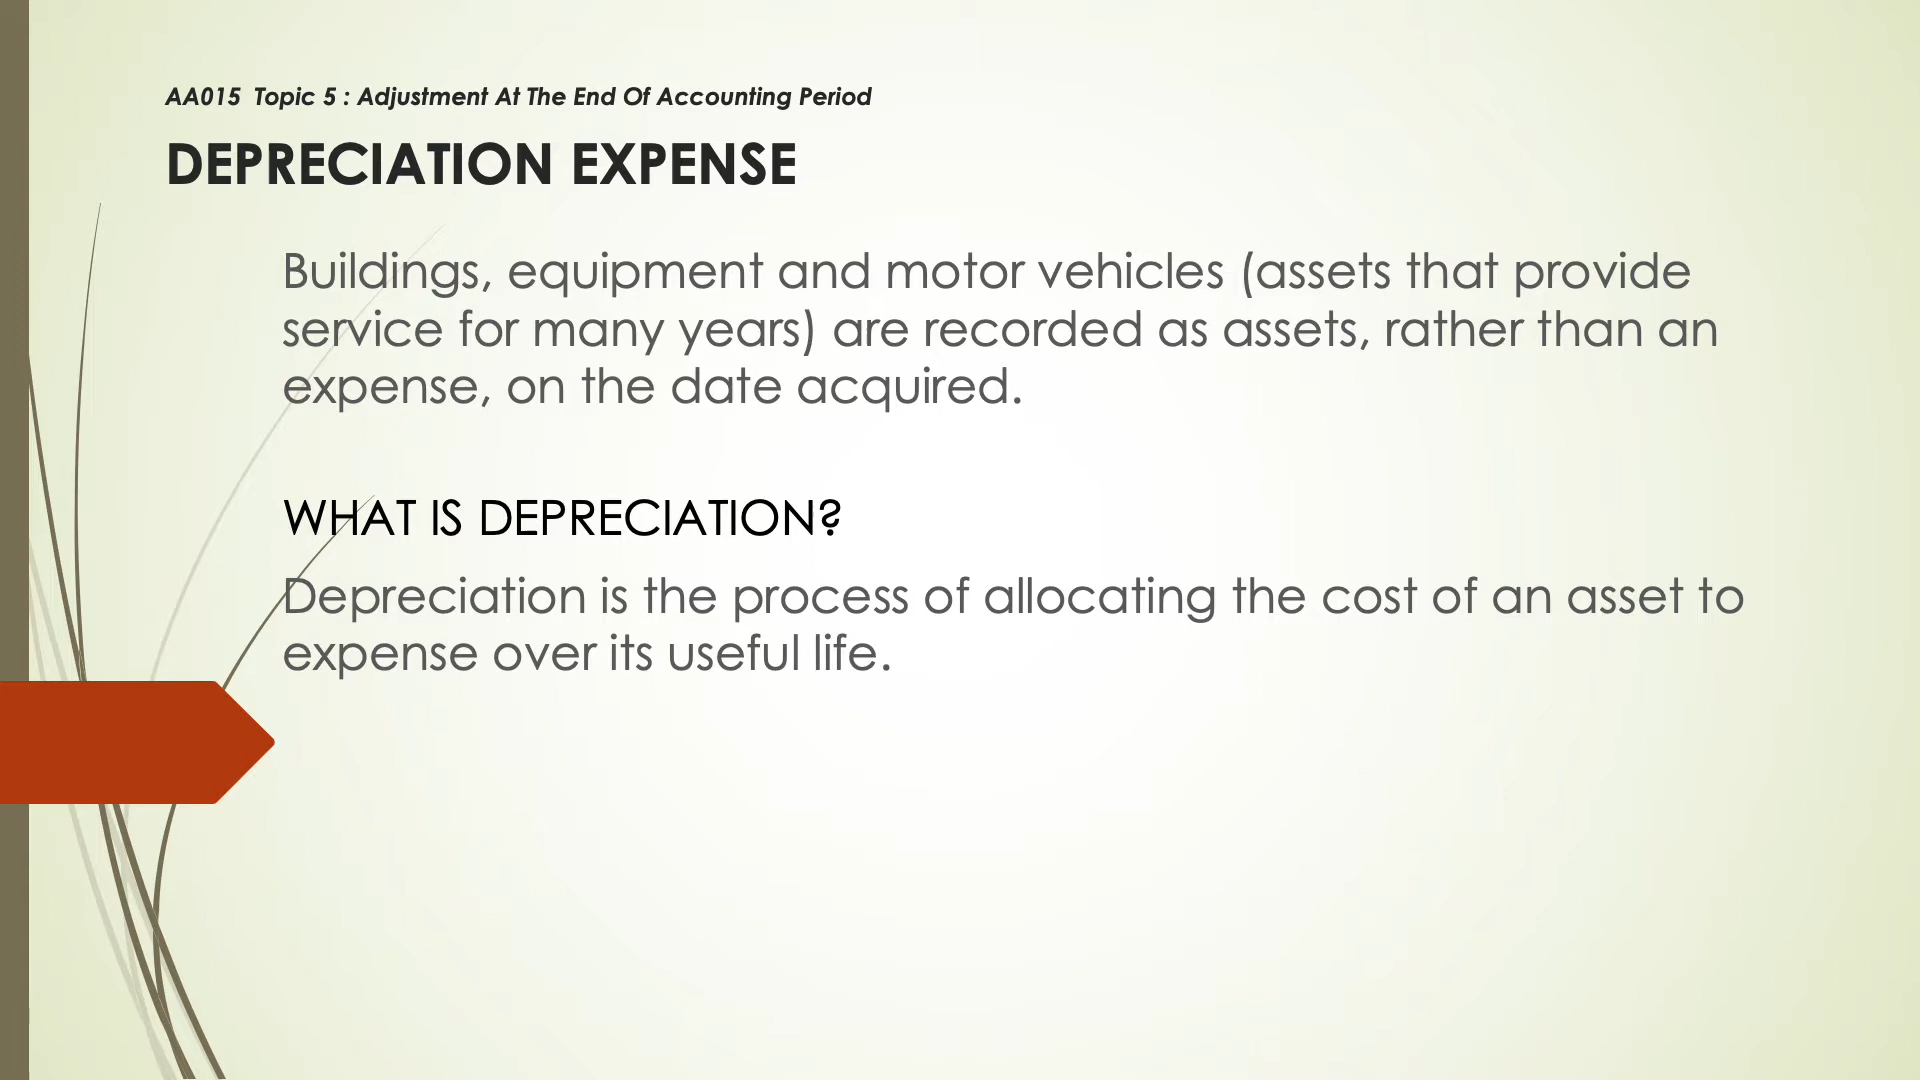 AA015  Topic 5 : Adjustment At The End Of Accounting Period
DEPRECIATION EXPENSE
Buildings, equipment and motor vehicles (assets that provide
service for many years) are recorded as assets, rather than an
expense, on the date acquired.
WHAT IS DEPRECIATION?
Depreciation is the process of allocating the cost of an asset to
expense over its useful life.